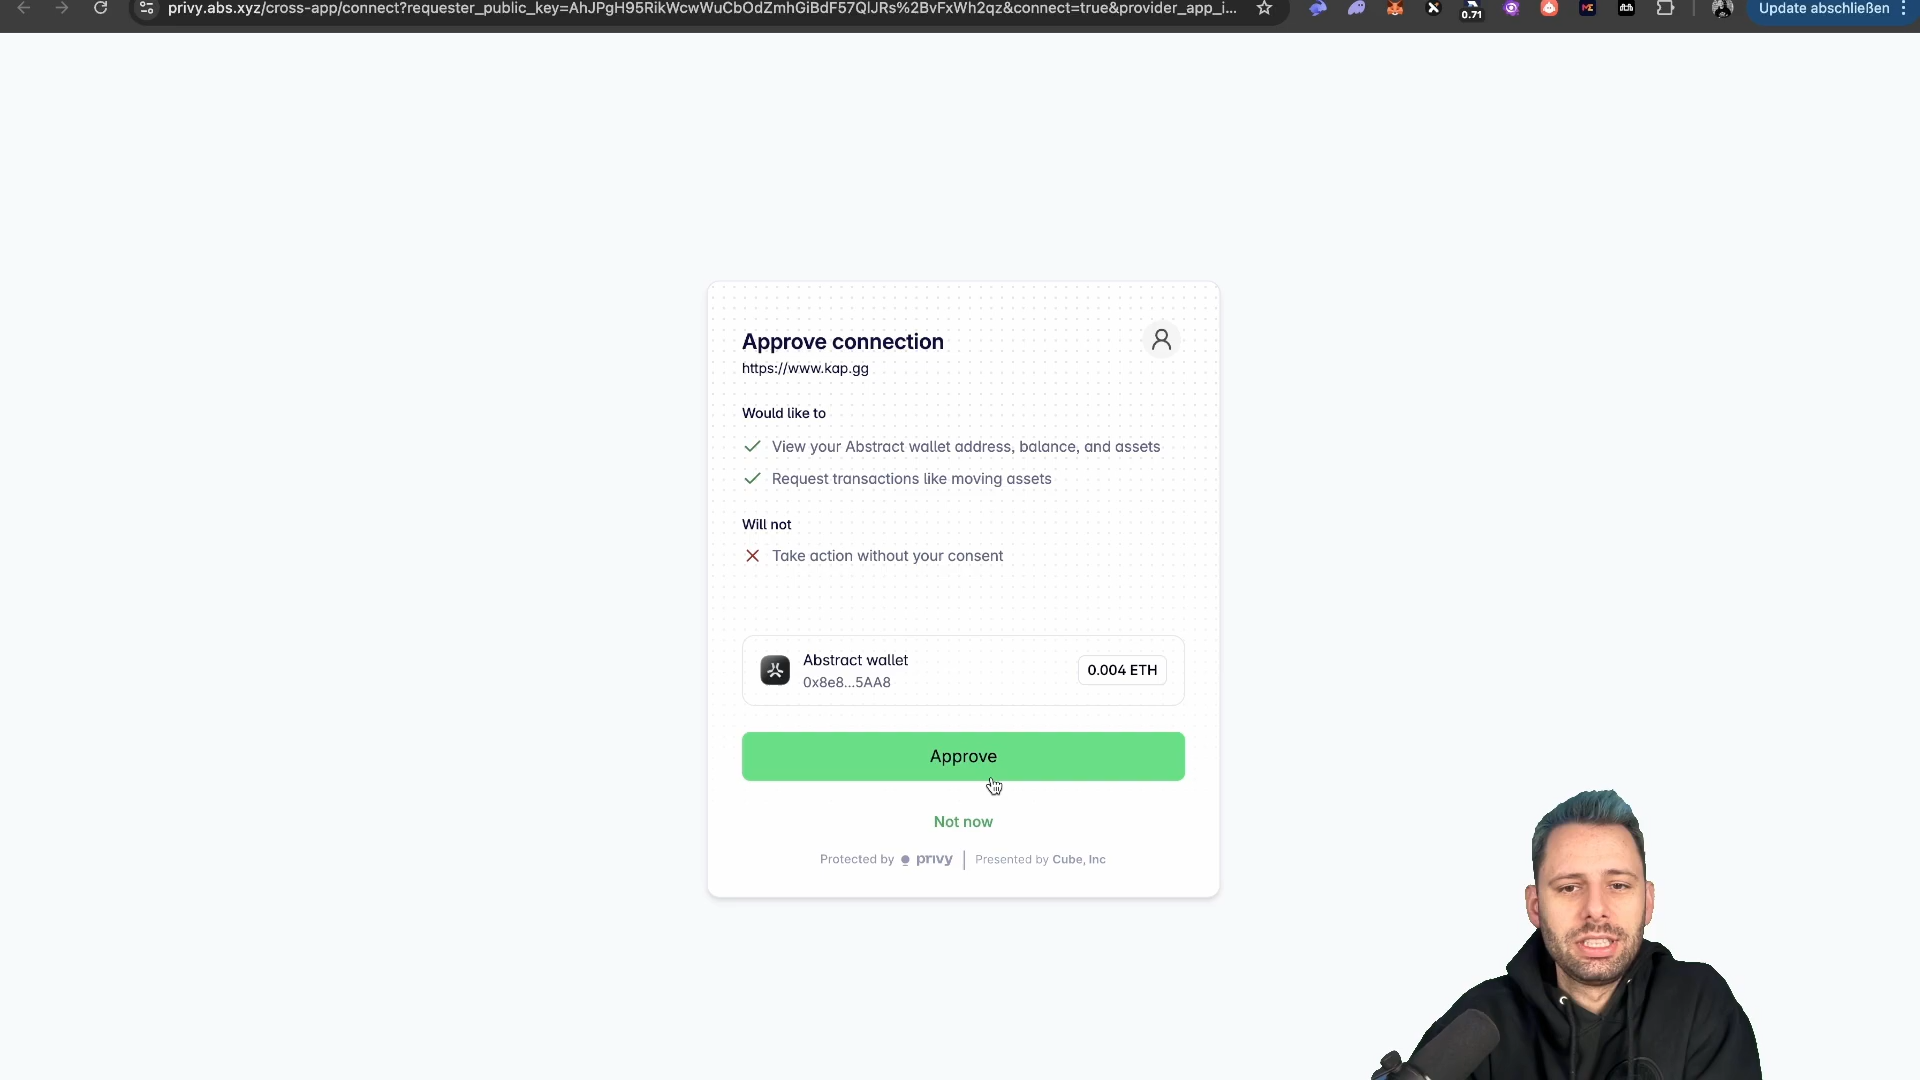 privy.abs.xyz/cross-app/connect?requester_public_key=AhJPgH95RikWcwWuCbOdZmhGiBdF57QlJRs%2BvFxWh2qz&connect=true&provider_app_i...
0.71
Update abschließen
Approve connection
https://www.kap.gg
Would like to
View your Abstract wallet address, balance, and assets
Request transactions like moving assets
Will not
Take action without your consent
Abstract wallet
0x8e8...5AA8
0.004 ETH
Approve
Not now
Protected by privy | Presented by Cube, Inc